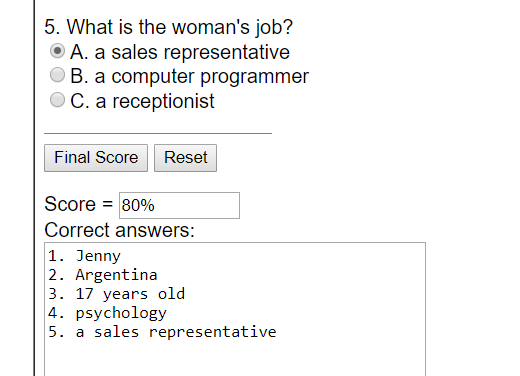 5. What is the woman's job?
A. a sales representative
B. a computer programmer
C. a receptionist
Final Score Reset
Score = 80%
Correct answers:
1. Jenny
2. Argentina
3. 17 years old
4. psychology
5. a sales representative